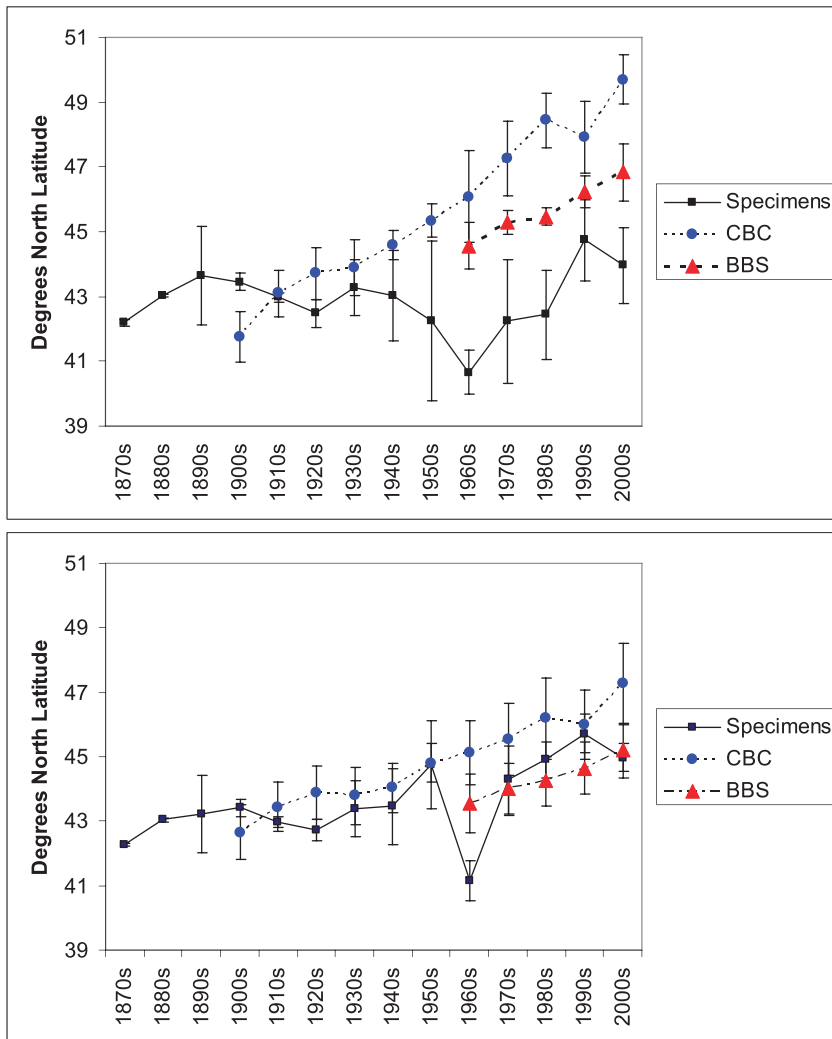 51
49
47
45
43
41
39
Degrees North Latitude
1870s
1880s
1890s
1900s
1910s
1920s
1930s
1940s
1950s
1960s
1970s
1980s
1990s
2000s
Specimens
CBC
BBS
51
49
47
45
43
41
39
Degrees North Latitude
1870s
1880s
1890s
1900s
1910s
1920s
1930s
1940s
1950s
1960s
1970s
1980s
1990s
2000s
Specimens
CBC
BBS